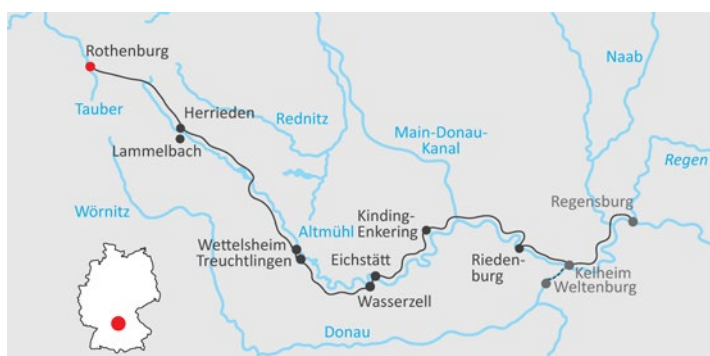 Rothenburg
Naab
Tauber
Herrieden
Rednitz
Main-Donau-
Kanal
Lammelbach
Regen
Regensburg
Wörnitz
Kinding-
Enkering
Altmühl
Wettelsheim
Treuchtlingen
Eichstätt
Rieden-
burg
Kelheim
Weltenburg
Wasserzell
Donau